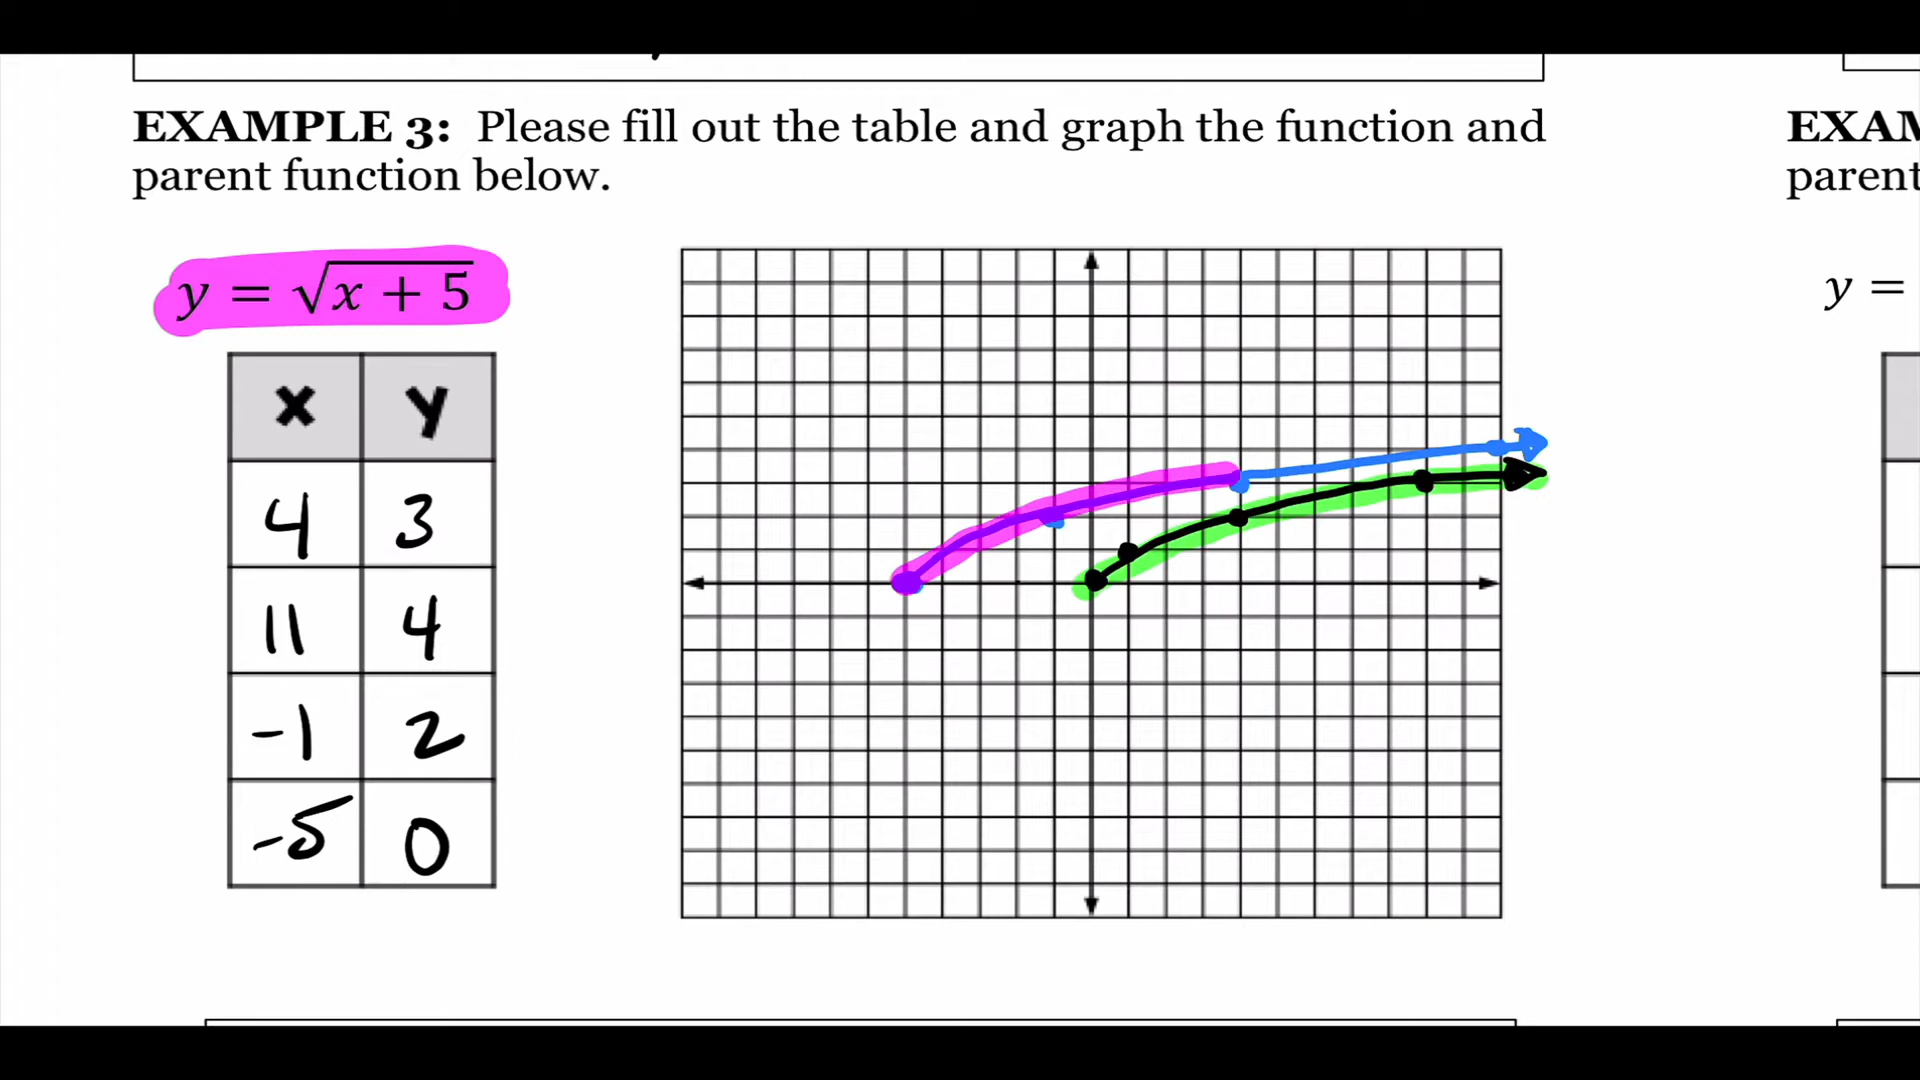 EXAMPLE 3: Please fill out the table and graph the function and
parent function below.
y = √x + 5
x y
4 3
11 4
-1 2
-5 0
EXAM
parent
y =